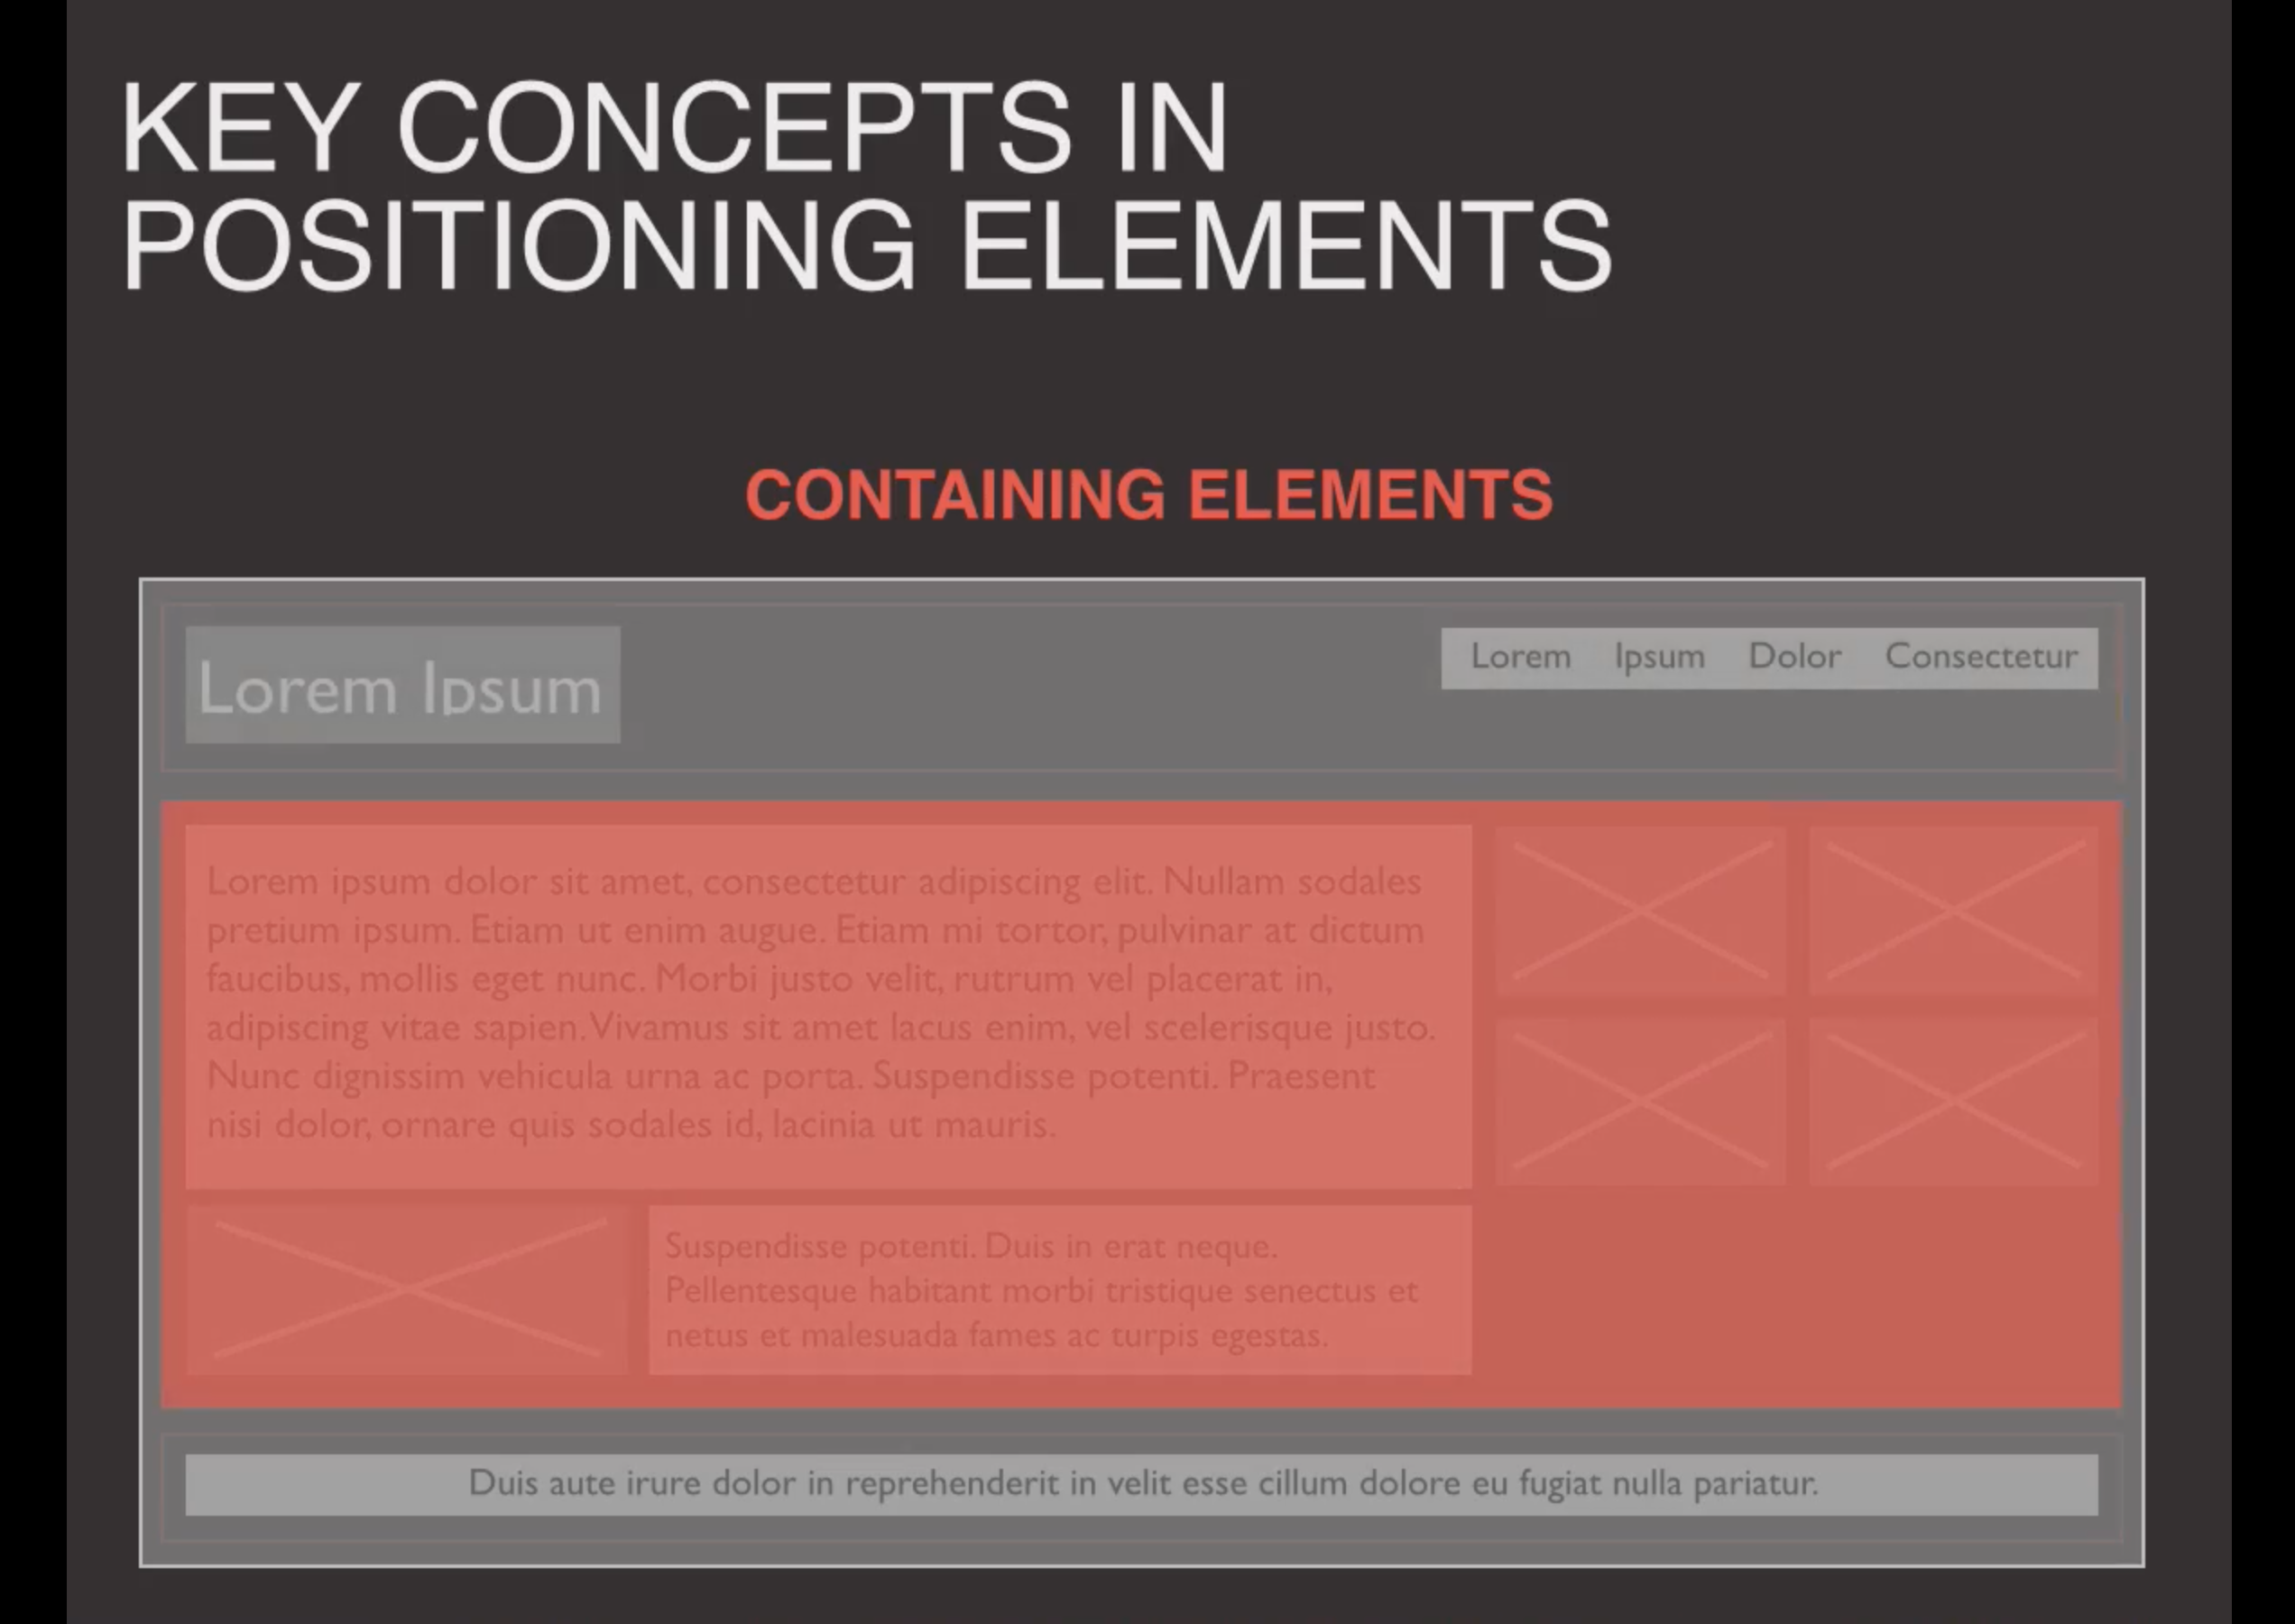 KEY CONCEPTS IN
POSITIONING ELEMENTS
CONTAINING ELEMENTS
Lorem Ipsum
Lorem Ipsum Dolor Consectetur
Lorem ipsum dolor sit amet, consectetur adipiscing elit. Nullam sodales
pretium ipsum. Etiam ut enim augue. Etiam mi tortor, pulvinar at dictum
faucibus, mollis eget nunc. Morbi justo velit, rutrum vel placerat in,
adipiscing vitae sapien. Vivamus sit amet lacus enim, vel scelerisque justo.
Nunc dignissim vehicula urna ac porta. Suspendisse potenti. Praesent
nisi dolor, ornare quis sodales id, lacinia ut mauris.
Suspendisse potenti. Duis in erat neque.
Pellentesque habitant morbi tristique senectus et
netus et malesuada fames ac turpis egestas.
Duis aute irure dolor in reprehenderit in velit esse cillum dolore eu fugiat nulla pariatur.